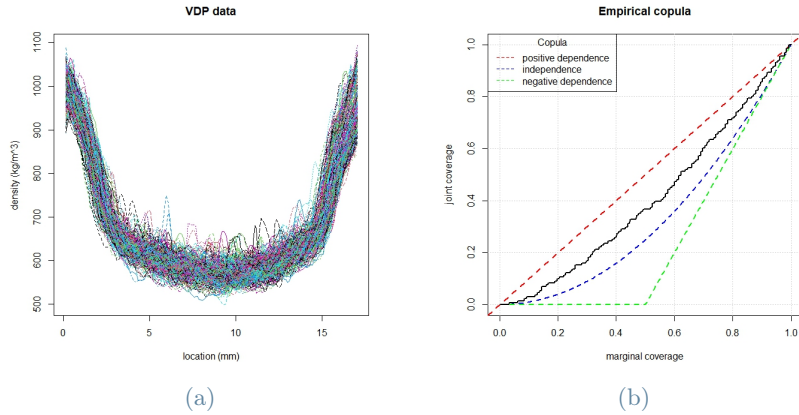 VDP data
density (kg/m^3)
1100
1000
900
800
700
600
500
0 5 10 15
location (mm)
(a)
Empirical copula
Copula
positive dependence
independence
negative dependence
joint coverage
1.0
0.8
0.6
0.4
0.2
0.0
0.0 0.2 0.4 0.6 0.8 1.0
marginal coverage
(b)